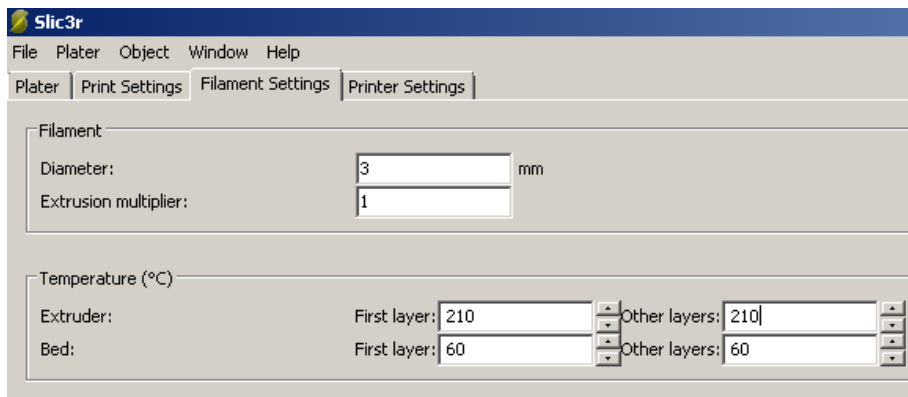 Slic3r
File Plater Object Window Help
Plater Print Settings Filament Settings Printer Settings
Filament
Diameter: 3 mm
Extrusion multiplier: 1
Temperature (°C)
Extruder: First layer: 210 Other layers: 210
Bed: First layer: 60 Other layers: 60